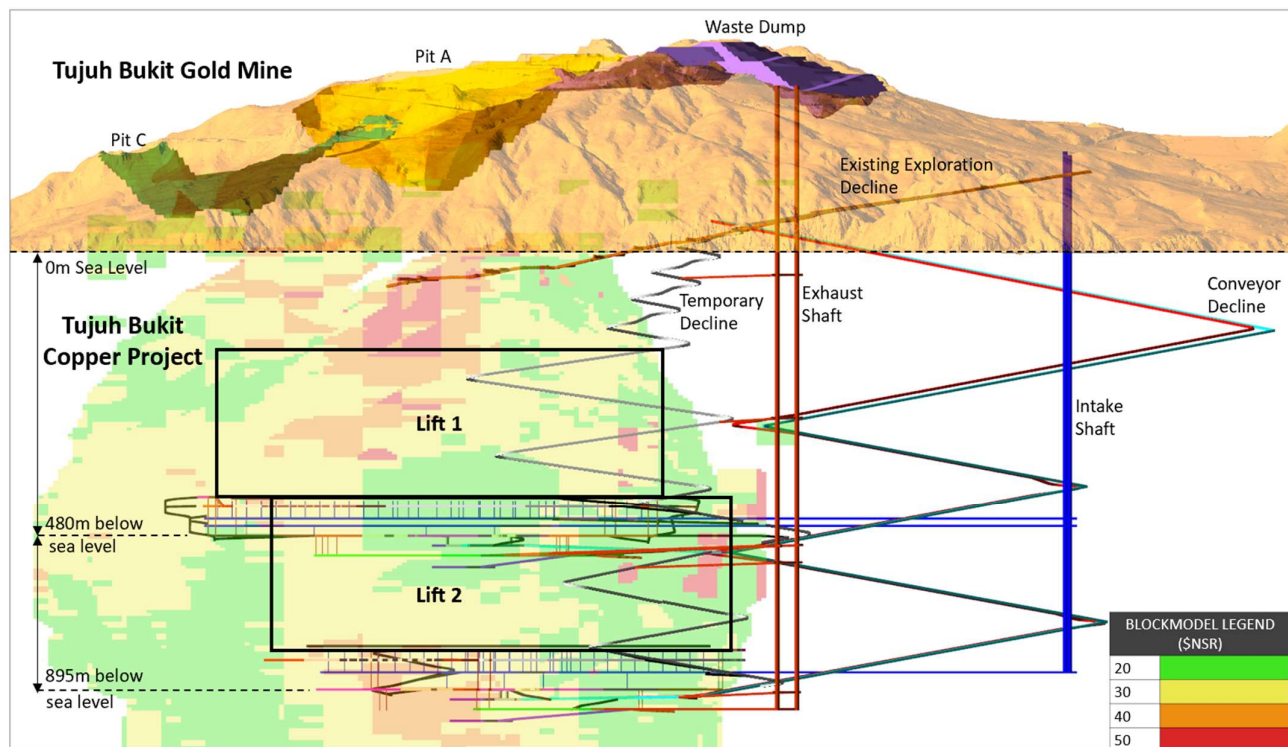 Waste Dump
Tujuh Bukit Gold Mine
Pit A
Pit C
Existing Exploration
Decline
0m Sea Level
Tujuh Bukit
Copper Project
Temporary
Decline
Exhaust
Shaft
Conveyor
Decline
Lift 1
Intake
Shaft
480m below
sea level
Lift 2
895m below
sea level
BLOCKMODEL LEGEND
($NSR)
20
30
40
50